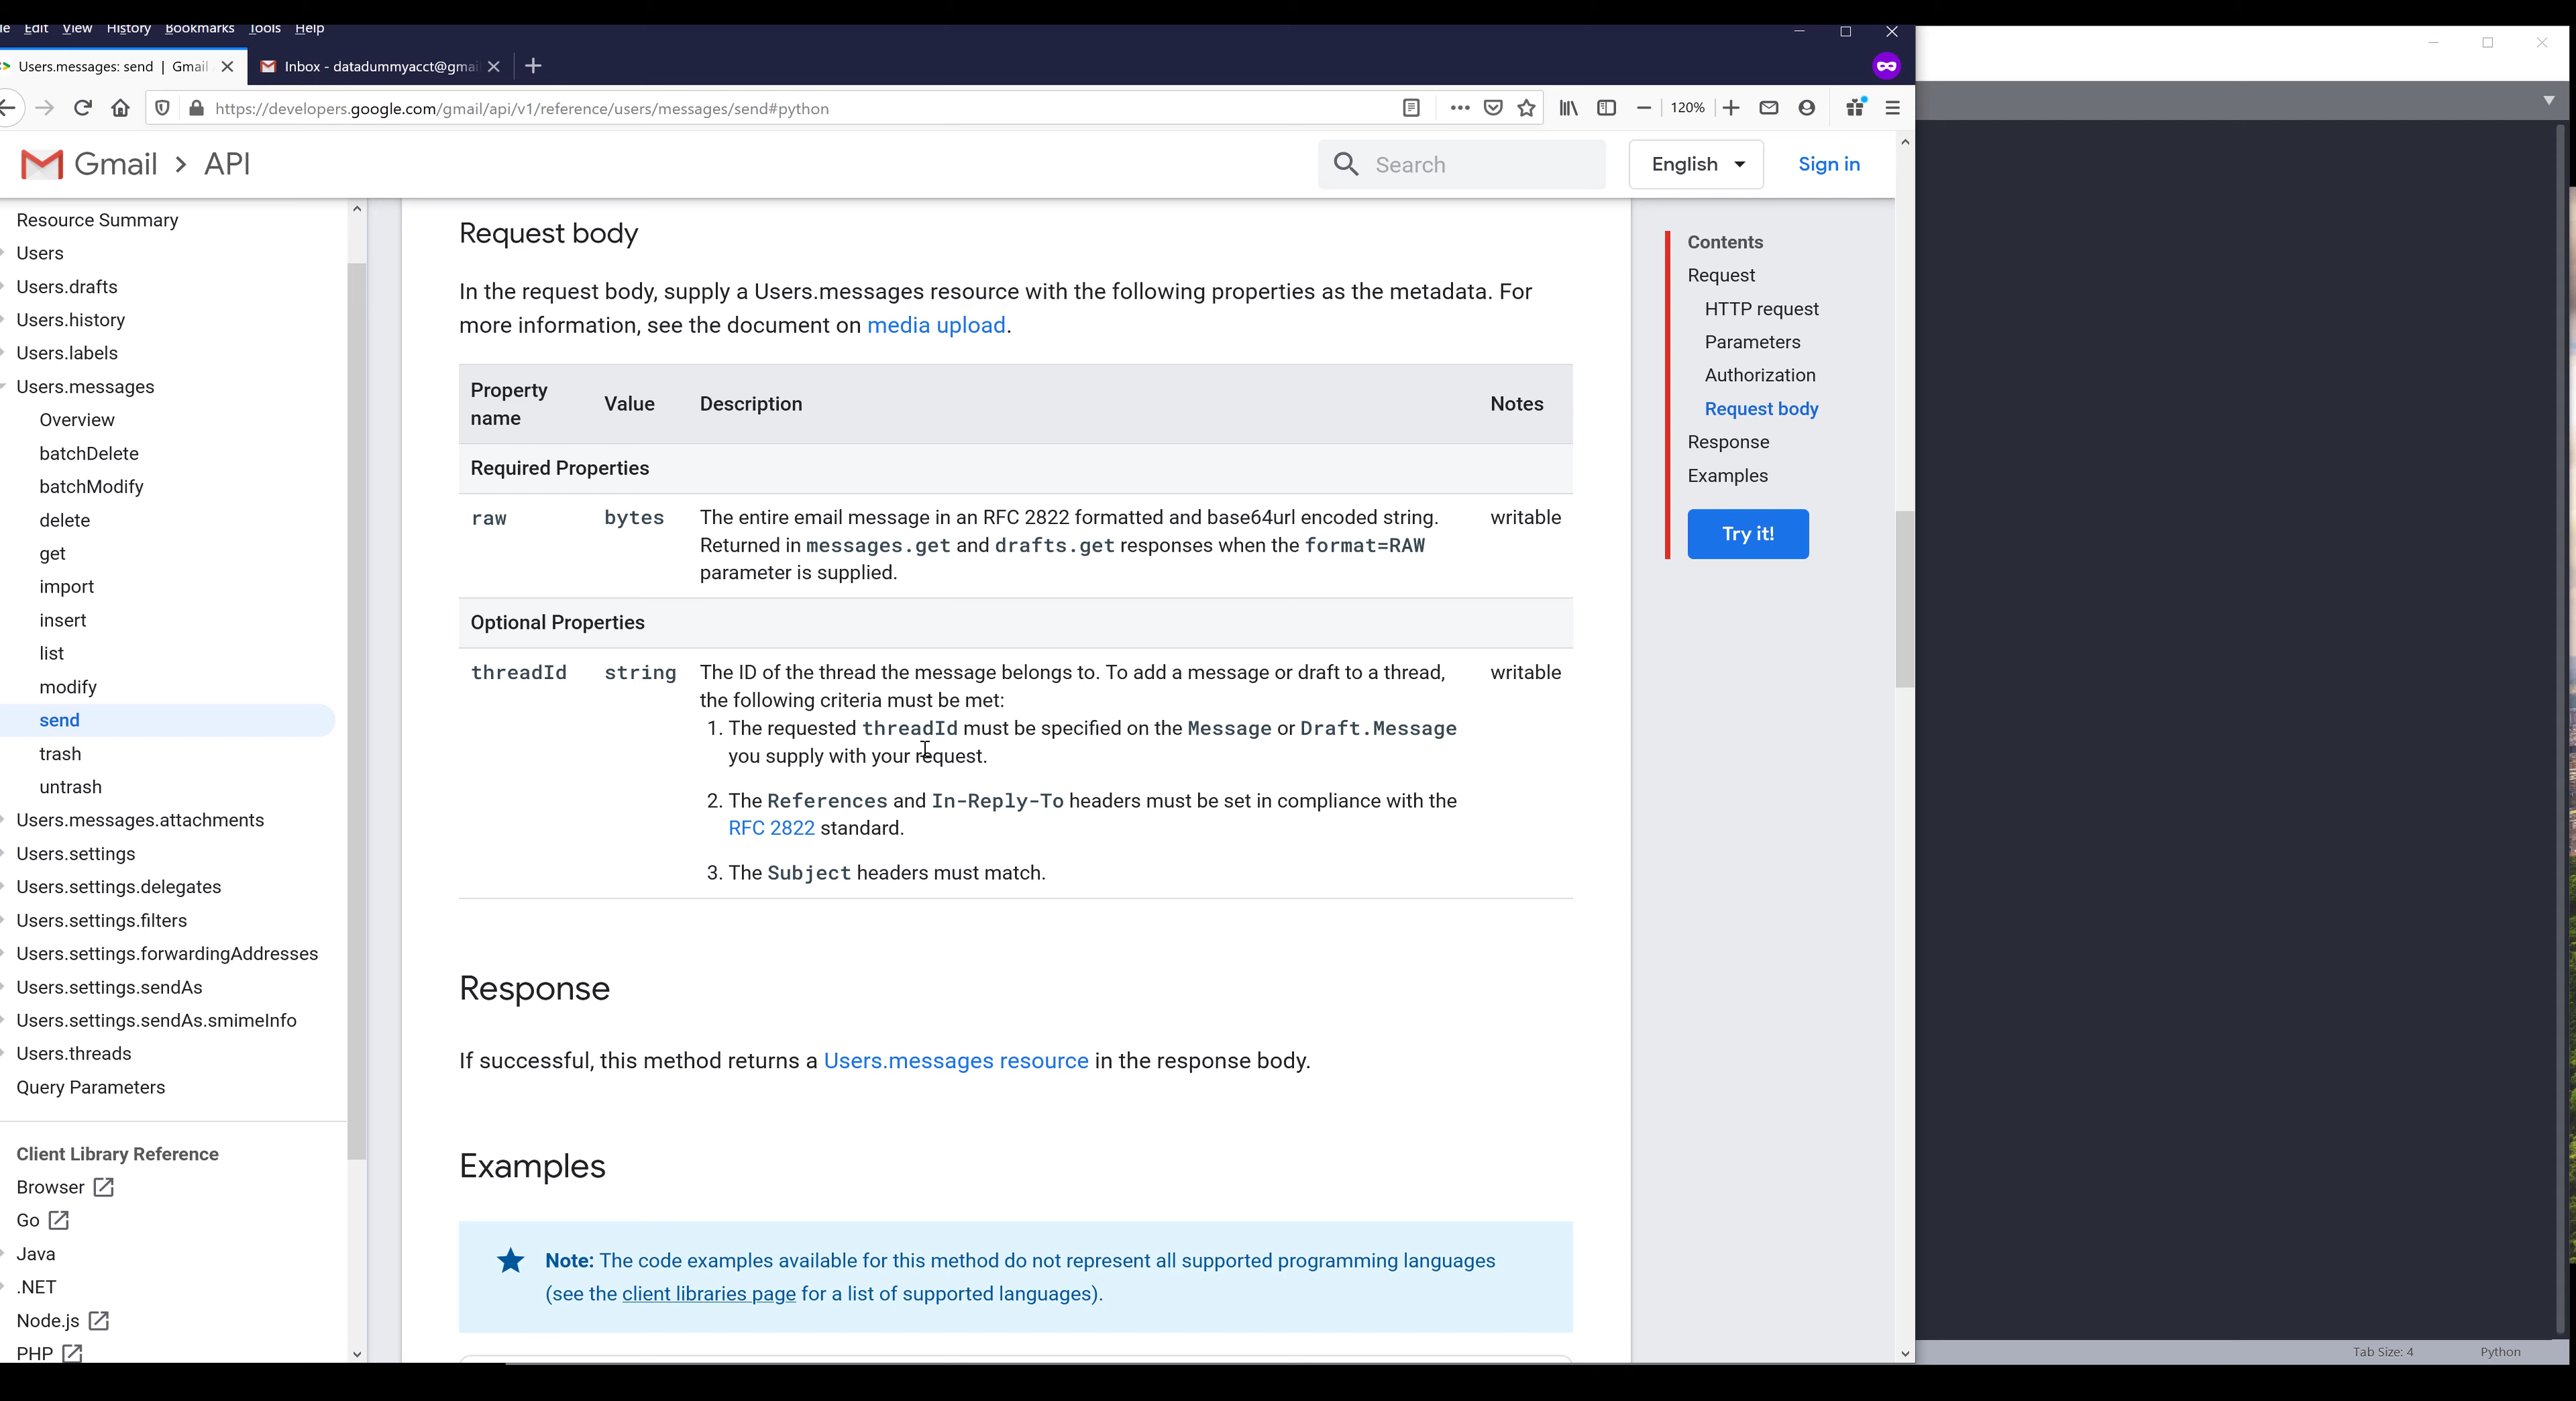 le Edit View History Bookmarks Tools Help
Users.messages: send | Gmail
Inbox - datadummyacct@gmai
https://developers.google.com/gmail/api/v1/reference/users/messages/send#python
120%
Gmail > API
Search
English
Sign in
Resource Summary
Users
Users.drafts
Users.history
Users.labels
Users.messages
Overview
batchDelete
batchModify
delete
get
import
insert
list
modify
send
trash
untrash
Users.messages.attachments
Users.settings
Users.settings.delegates
Users.settings.filters
Users.settings.forwardingAddresses
Users.settings.sendAs
Users.settings.sendAs.smimeInfo
Users.threads
Query Parameters
Client Library Reference
Browser
Go
Java
.NET
Node.js
PHP
Request body
In the request body, supply a Users.messages resource with the following properties as the metadata. For
more information, see the document on media upload.
Property name Value Description Notes
Required Properties
raw bytes The entire email message in an RFC 2822 formatted and base64url encoded string. writable
Returned in messages.get and drafts.get responses when the format=RAW
parameter is supplied.
Optional Properties
threadId string The ID of the thread the message belongs to. To add a message or draft to a thread, writable
the following criteria must be met:
1. The requested threadId must be specified on the Message or Draft.Message
you supply with your request.
2. The References and In-Reply-To headers must be set in compliance with the
RFC 2822 standard.
3. The Subject headers must match.
Response
If successful, this method returns a Users.messages resource in the response body.
Examples
Note: The code examples available for this method do not represent all supported programming languages
(see the client libraries page for a list of supported languages).
Contents
Request
HTTP request
Parameters
Authorization
Request body
Response
Examples
Try it!
Tab Size: 4 Python